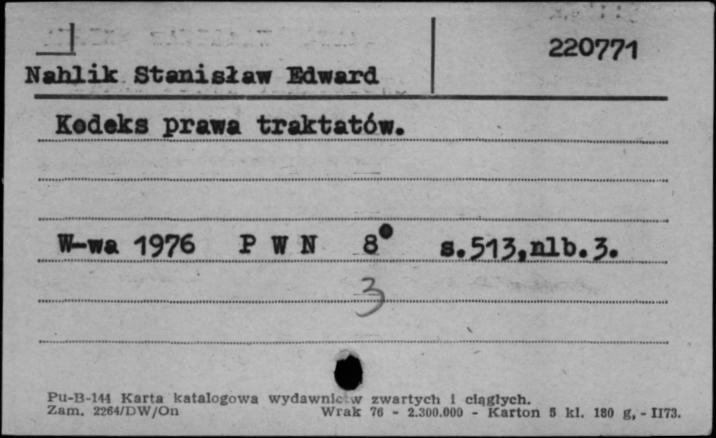 220771
Nahlik Stanisław Edward
Kodeks prawa traktatów.
W-wa 1976 P W N 8° s.513,nlb.3.
3
Pu-B-144 Karta katalogowa wydawnictw zwartych i ciągłych.
Zam. 2264/DW/On Wrak 76 - 2.300.000 - Karton 5 kl. 180 g, - II73.